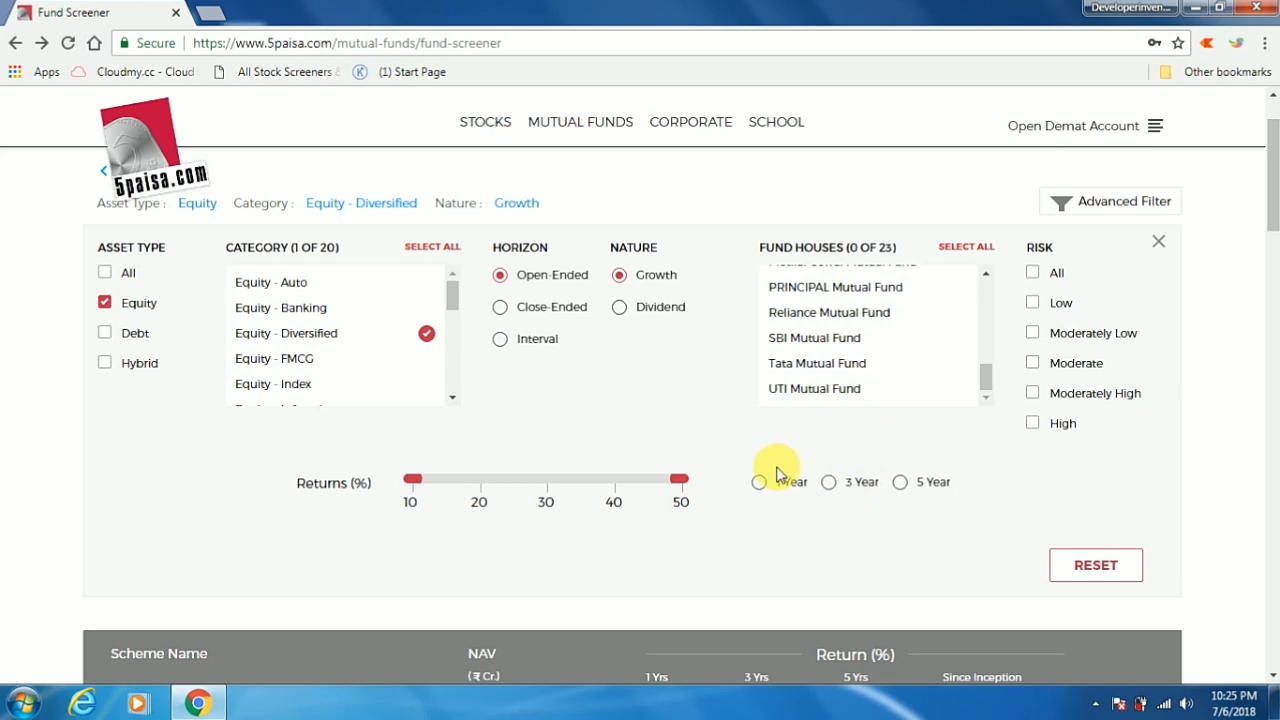 Fund Screener
Developerinven...
Secure
https://www.5paisa.com/mutual-funds/fund-screener
Apps
Cloudmy.cc - Cloud
All Stock Screeners &
(1) Start Page
Other bookmarks
5paisa.com
STOCKS
MUTUAL FUNDS
CORPORATE
SCHOOL
Open Demat Account
Asset Type :
Equity
Category :
Equity - Diversified
Nature :
Growth
Advanced Filter
ASSET TYPE
All
Equity
Debt
Hybrid
CATEGORY (1 OF 20)
SELECT ALL
Equity - Auto
Equity - Banking
Equity - Diversified
Equity - FMCG
Equity - Index
HORIZON
Open-Ended
Close-Ended
Interval
NATURE
Growth
Dividend
FUND HOUSES (0 OF 23)
SELECT ALL
PRINCIPAL Mutual Fund
Reliance Mutual Fund
SBI Mutual Fund
Tata Mutual Fund
UTI Mutual Fund
RISK
All
Low
Moderately Low
Moderate
Moderately High
High
Returns (%)
10
20
30
40
50
Year
3 Year
5 Year
RESET
Scheme Name
NAV
(₹ Cr.)
Return (%)
1 Yrs
3 Yrs
5 Yrs
Since Inception
10:25 PM
7/6/2018